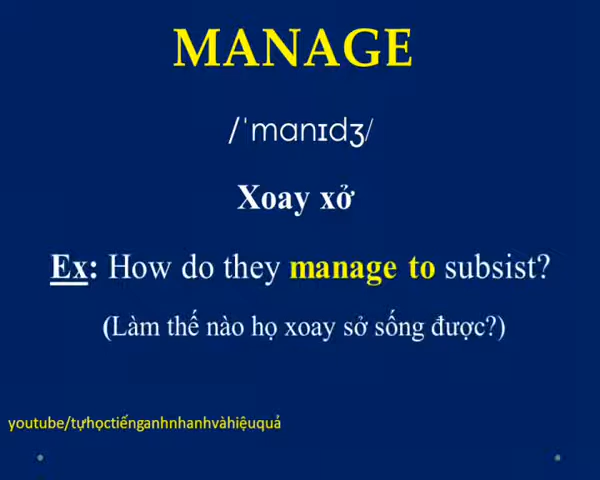 MANAGE
/ˈmanɪdʒ/
Xoay xở
Ex: How do they manage to subsist?
(Làm thế nào họ xoay sở sống được?)
youtube/tựhọctiếnganhnhanhvàhiệuquả